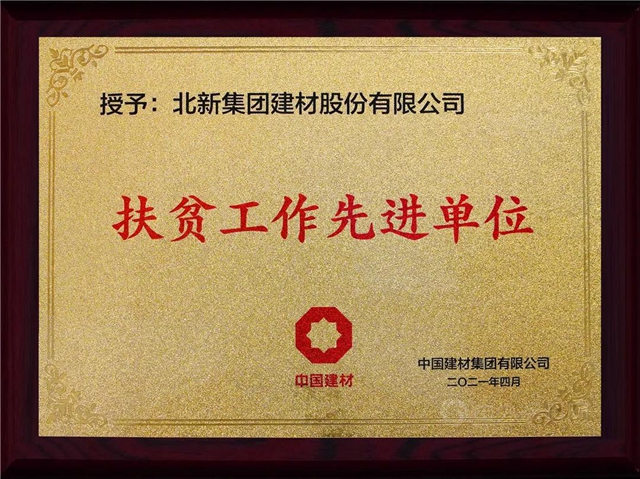 授予：北新集团建材股份有限公司
扶贫工作先进单位
中国建材
中国建材集团有限公司
二〇二一年四月